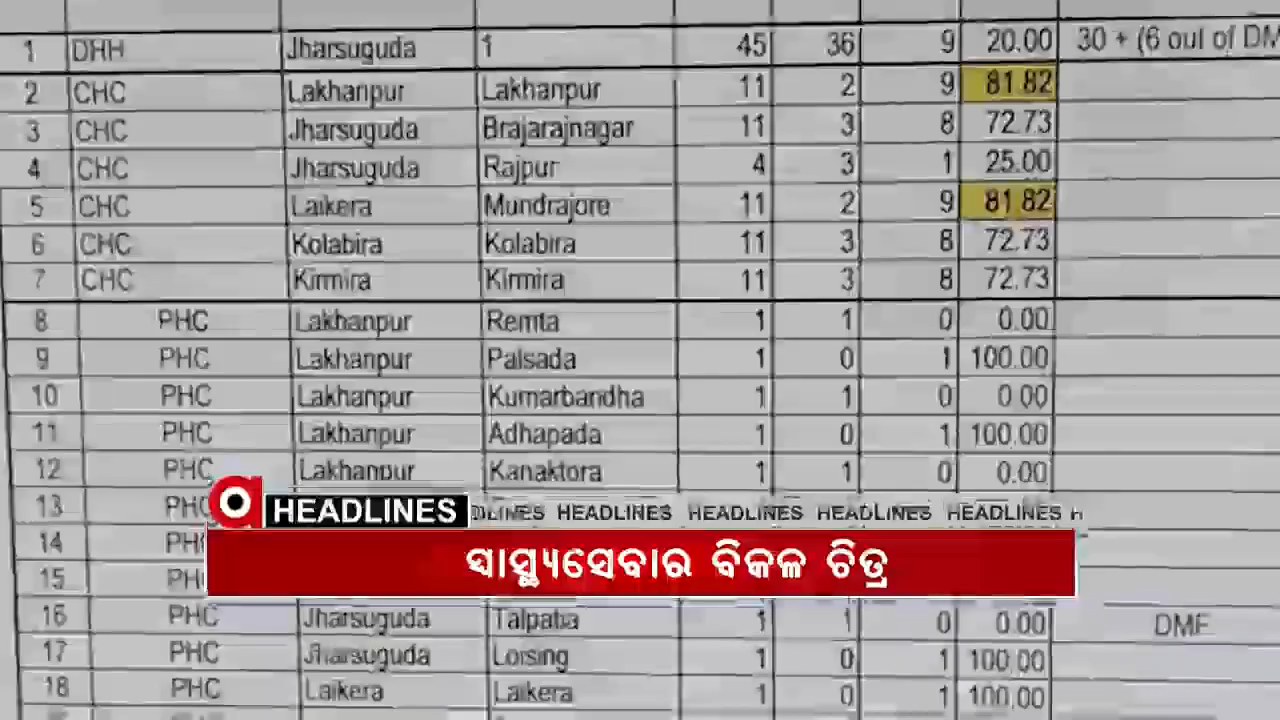 1 DHH Jharsuguda 1 45 36 9 20.00 30 + (6 out of DM
2 CHC Lakhanpur Lakhanpur 11 2 9 81.82
3 CHC Jharsuguda Brajarajnagar 11 3 8 72.73
4 CHC Jharsuguda Rajpur 4 3 1 25.00
5 CHC Laikera Mundrajore 11 2 9 81.82
6 CHC Kolabira Kolabira 11 3 8 72.73
7 CHC Kirmira Kirmira 11 3 8 72.73
8 PHC Lakhanpur Remta 1 1 0 0.00
9 PHC Lakhanpur Palsada 1 0 1 100.00
10 PHC Lakhanpur Kumarbandha 1 1 0 0.00
11 PHC Lakhanpur Adhapada 1 0 1 100.00
12 PHC Lakhanpur Kanaktora 1 1 0 0.00
13 PHC
a HEADLINES DLINES HEADLINES HEADLINES HEADLINES HEADLINES H
14 PH
ସ୍ୱାସ୍ଥ୍ୟସେବାର ବିକଳ ଚିତ୍ର
15 PH
16 PHC Jharsuguda Talpatia 1 1 0 0.00 DMF
17 PHC Jharsuguda Loising 1 0 1 100.00
18 PHC Laikera Laikera 1 0 1 100.00